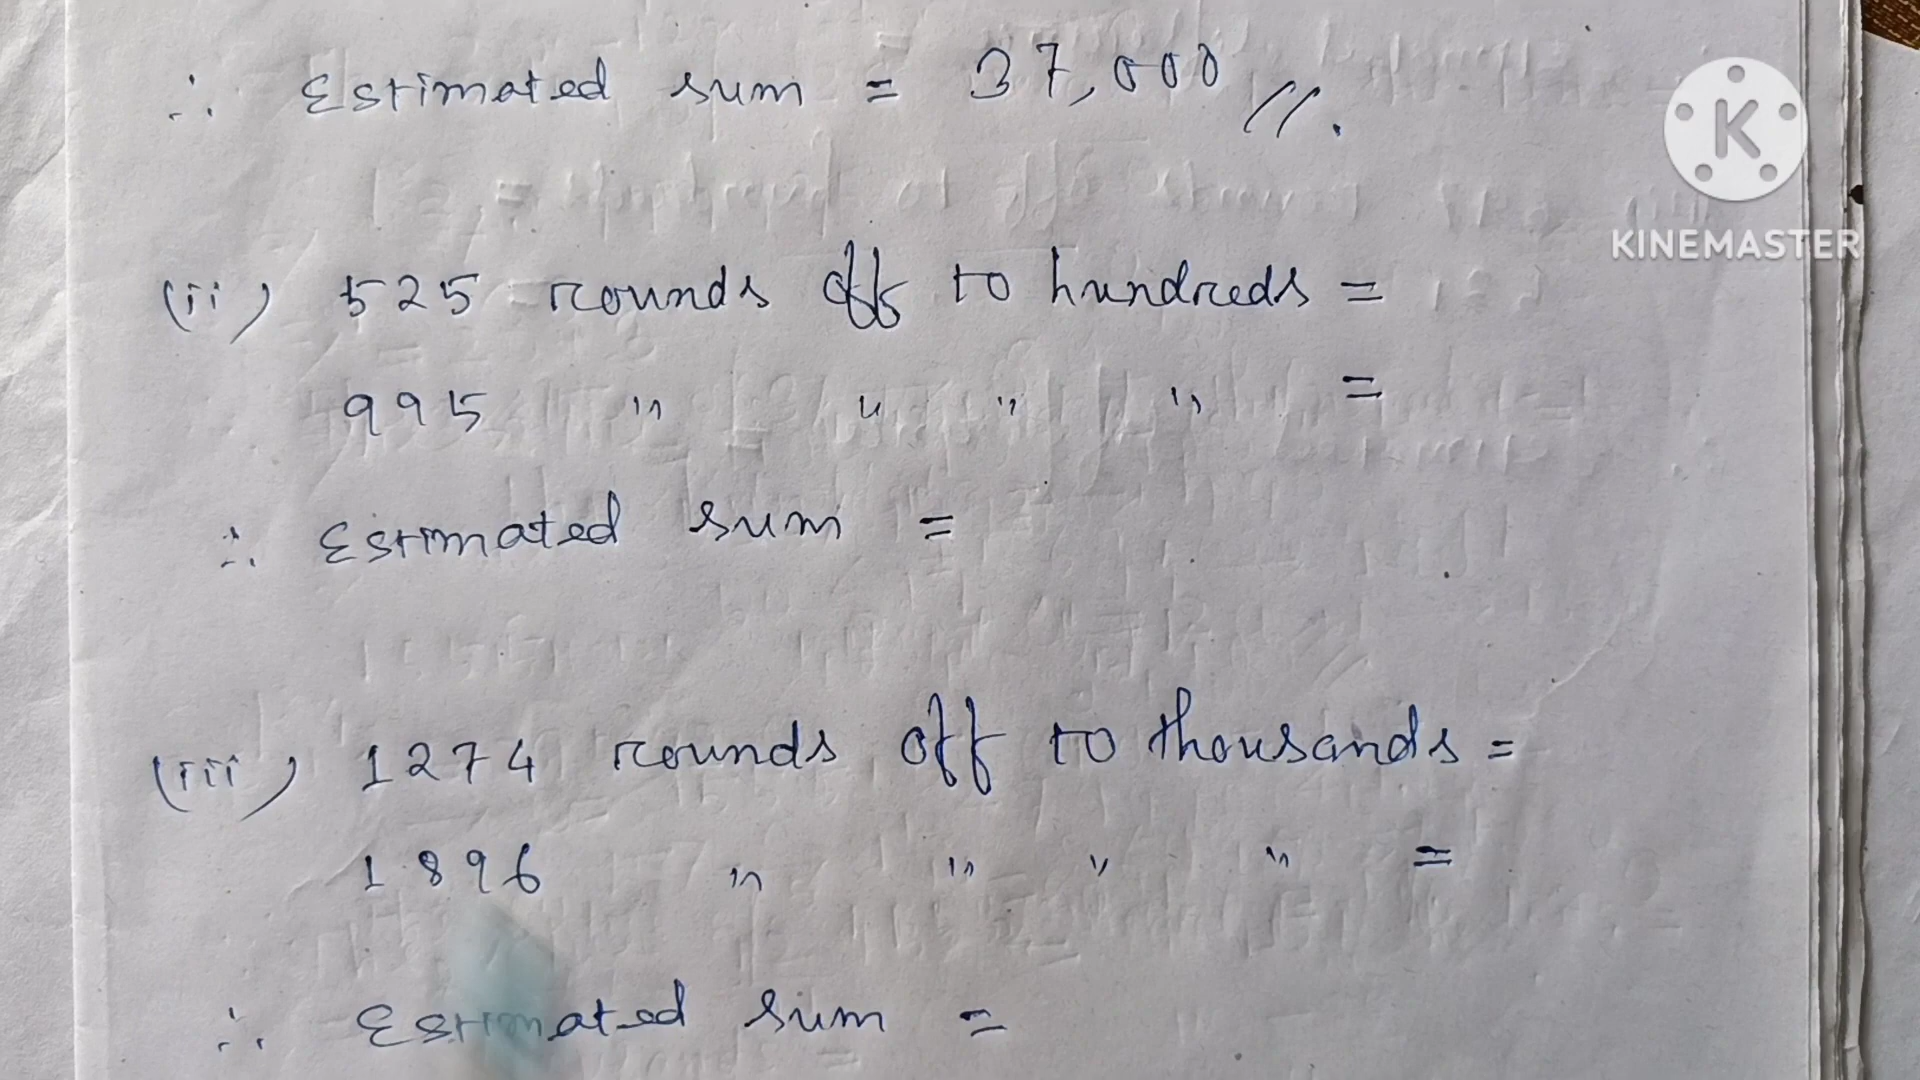 ∴ Estimated sum = 37,000 //.
KINEMASTER
(ii) 525 rounds off to hundreds =
995 " " " " =
∴ Estimated sum =
(iii) 1274 rounds off to thousands =
1896 " " " " =
∴ Estimated sum =